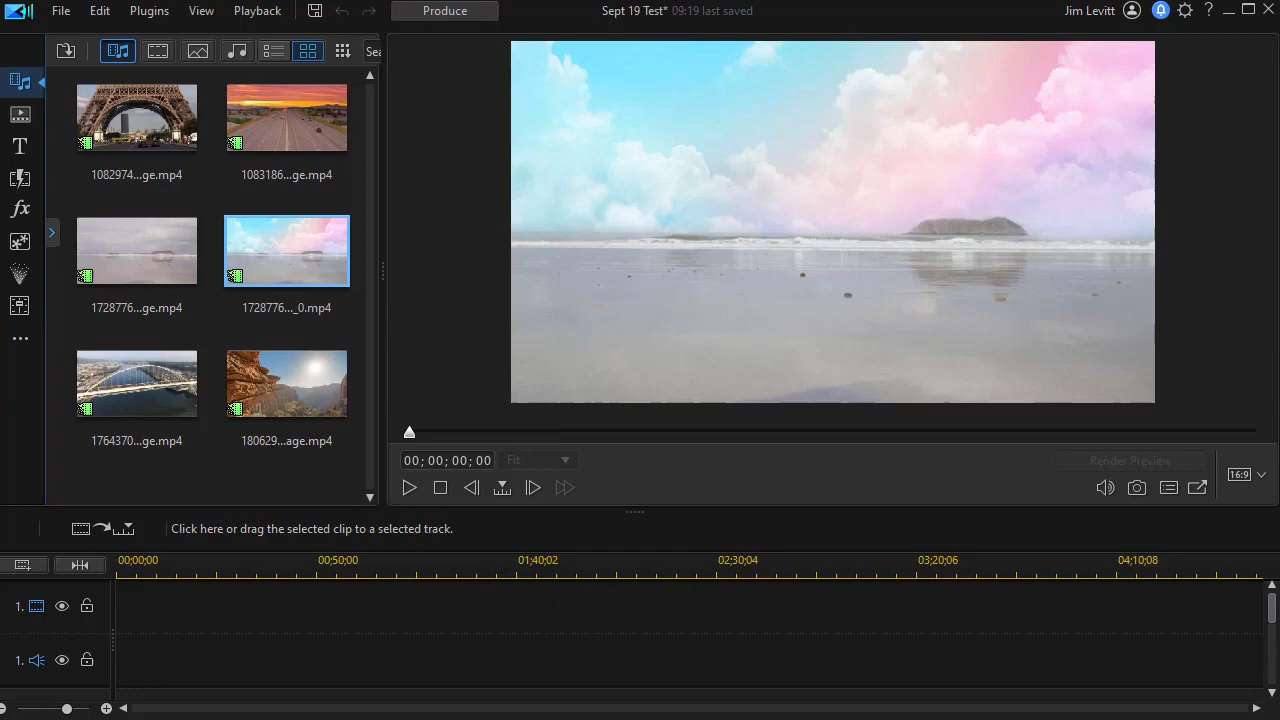 File Edit Plugins View Playback Produce Sept 19 Test* 09:19 last saved Jim Levitt ?
Sea
T
fx
1082974...ge.mp4 1083186...ge.mp4
1728776...ge.mp4 1728776..._0.mp4
1764370...ge.mp4 180629...age.mp4
00; 00; 00; 00 Fit Render Preview 16:9
Click here or drag the selected clip to a selected track.
00;00;00 00;50;00 01;40;02 02;30;04 03;20;06 04;10;08
1.
1.